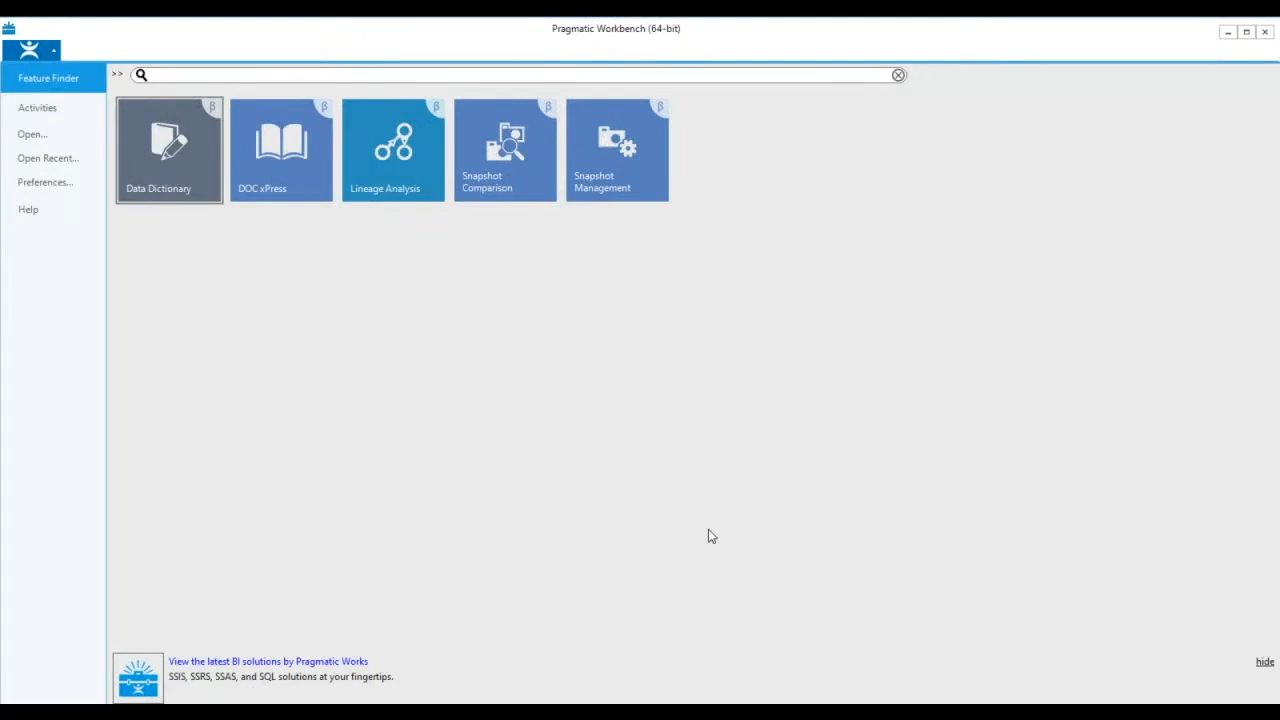 Pragmatic Workbench (64-bit)
Feature Finder
>>
Activities
Open...
Open Recent...
Preferences...
Help
β
Data Dictionary
β
DOC xPress
β
Lineage Analysis
β
Snapshot
Comparison
β
Snapshot
Management
View the latest BI solutions by Pragmatic Works
hide
SSIS, SSRS, SSAS, and SQL solutions at your fingertips.